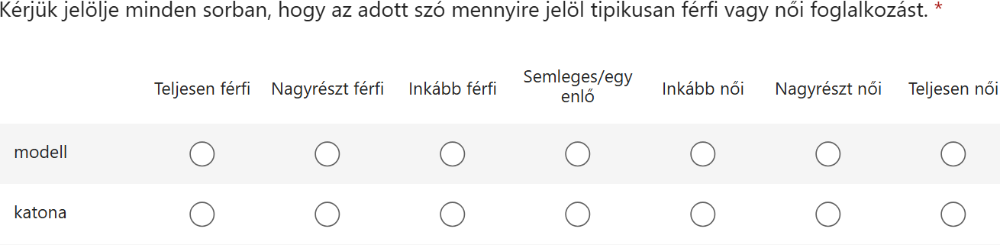 Kérjük jelölje minden sorban, hogy az adott szó mennyire jelöl tipikusan férfi vagy női foglalkozást. *
Teljesen férfi Nagyrészt férfi Inkább férfi Semleges/egy Inkább női Nagyrészt női Teljesen női
enlő
modell
katona